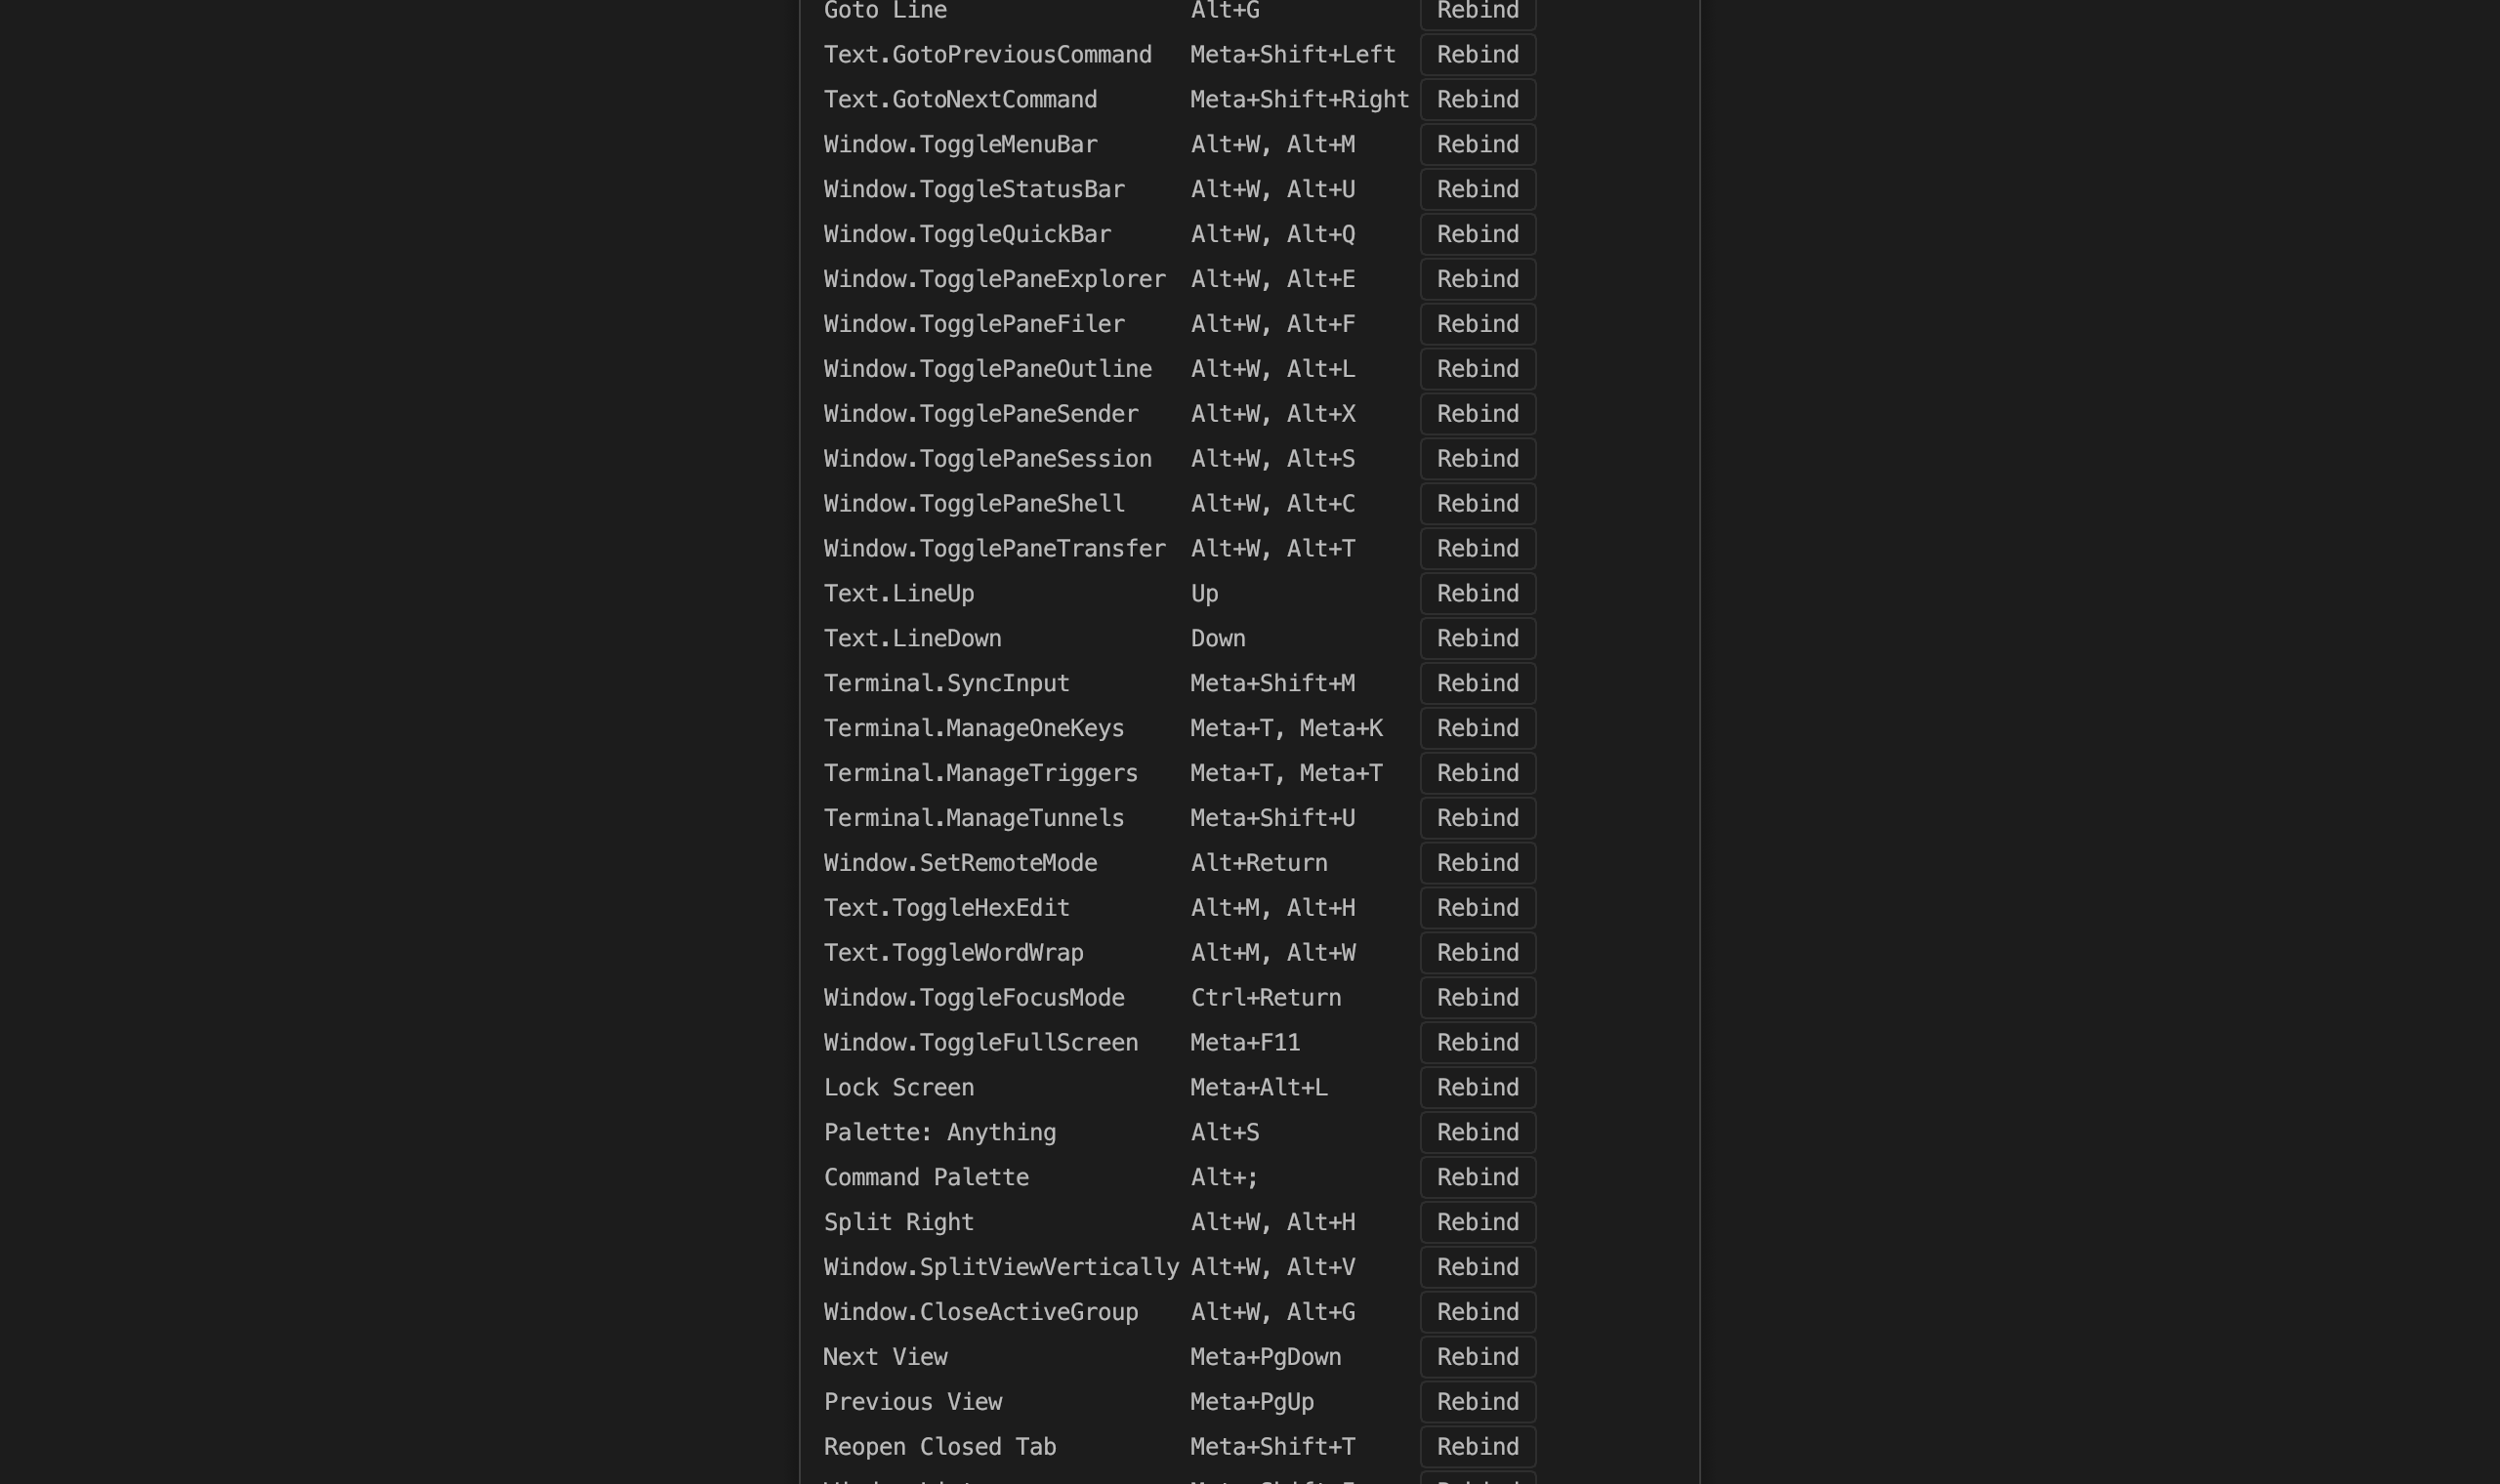 Goto Line Alt+G Rebind
Text.GotoPreviousCommand Meta+Shift+Left Rebind
Text.GotoNextCommand Meta+Shift+Right Rebind
Window.ToggleMenuBar Alt+W, Alt+M Rebind
Window.ToggleStatusBar Alt+W, Alt+U Rebind
Window.ToggleQuickBar Alt+W, Alt+Q Rebind
Window.TogglePaneExplorer Alt+W, Alt+E Rebind
Window.TogglePaneFiler Alt+W, Alt+F Rebind
Window.TogglePaneOutline Alt+W, Alt+L Rebind
Window.TogglePaneSender Alt+W, Alt+X Rebind
Window.TogglePaneSession Alt+W, Alt+S Rebind
Window.TogglePaneShell Alt+W, Alt+C Rebind
Window.TogglePaneTransfer Alt+W, Alt+T Rebind
Text.LineUp Up Rebind
Text.LineDown Down Rebind
Terminal.SyncInput Meta+Shift+M Rebind
Terminal.ManageOneKeys Meta+T, Meta+K Rebind
Terminal.ManageTriggers Meta+T, Meta+T Rebind
Terminal.ManageTunnels Meta+Shift+U Rebind
Window.SetRemoteMode Alt+Return Rebind
Text.ToggleHexEdit Alt+M, Alt+H Rebind
Text.ToggleWordWrap Alt+M, Alt+W Rebind
Window.ToggleFocusMode Ctrl+Return Rebind
Window.ToggleFullScreen Meta+F11 Rebind
Lock Screen Meta+Alt+L Rebind
Palette: Anything Alt+S Rebind
Command Palette Alt+; Rebind
Split Right Alt+W, Alt+H Rebind
Window.SplitViewVertically Alt+W, Alt+V Rebind
Window.CloseActiveGroup Alt+W, Alt+G Rebind
Next View Meta+PgDown Rebind
Previous View Meta+PgUp Rebind
Reopen Closed Tab Meta+Shift+T Rebind